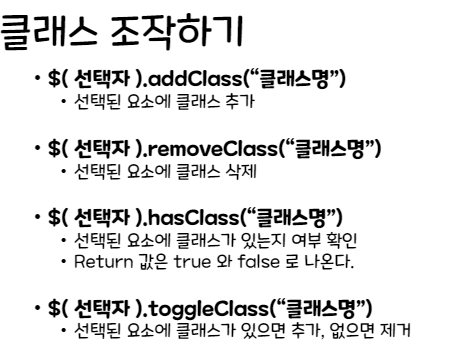 클래스 조작하기
• $( 선택자 ).addClass(“클래스명”)
• 선택된 요소에 클래스 추가
• $( 선택자 ).removeClass(“클래스명”)
• 선택된 요소에 클래스 삭제
• $( 선택자 ).hasClass(“클래스명”)
• 선택된 요소에 클래스가 있는지 여부 확인
• Return 값은 true 와 false 로 나온다.
• $( 선택자 ).toggleClass(“클래스명”)
• 선택된 요소에 클래스가 있으면 추가, 없으면 제거